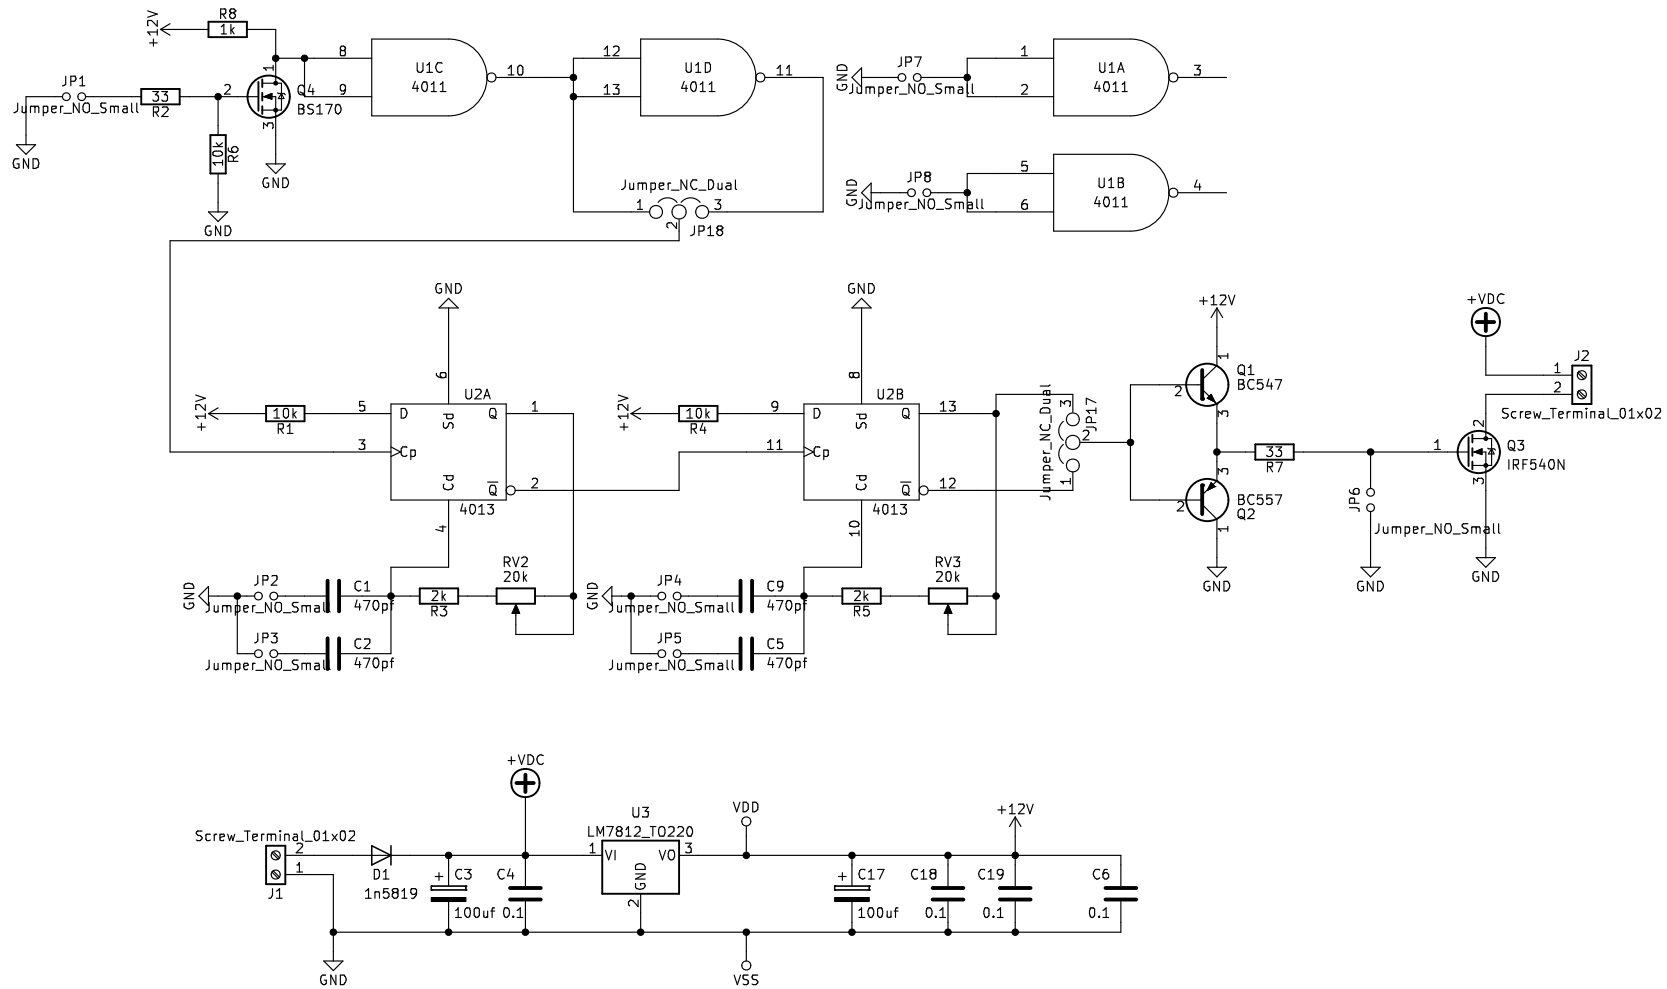 +12V
R8
1k
JP1
Jumper_NO_Small
33
R2
GND
2
10k
R6
GND
1
Q4
BS170
3
GND
8
9
U1C
4011
10
12
13
U1D
4011
11
Jumper_NC_Dual
1
2
3
JP18
GND
JP7
Jumper_NO_Small
1
2
U1A
4011
3
GND
JP8
Jumper_NO_Small
5
6
U1B
4011
4
GND
6
+12V
10k
R1
5
3
U2A
D
Sd
Q
Cp
Cd
Q
4013
1
2
4
GND
JP2
Jumper_NO_Small
C1
470pf
JP3
Jumper_NO_Small
C2
470pf
2k
R3
RV2
20k
GND
8
+12V
10k
R4
9
11
U2B
D
Sd
Q
Cp
Cd
Q
4013
13
12
10
GND
JP4
Jumper_NO_Small
C9
470pf
JP5
Jumper_NO_Small
C5
470pf
2k
R5
RV3
20k
Jumper_NC_Dual
3
2
1
JP17
+12V
1
2
3
Q1
BC547
3
2
1
BC557
Q2
GND
33
R7
JP6
Jumper_NO_Small
GND
+VDC
J2
1
2
Screw_Terminal_01x02
2
1
3
Q3
IRF540N
GND
Screw_Terminal_01x02
2
1
J1
D1
1n5819
+VDC
+
C3
100uf
C4
0.1
U3
LM7812_TO220
1
VI
VO
3
GND
2
VDD
+12V
+
C17
100uf
C18
0.1
C19
0.1
C6
0.1
GND
VSS